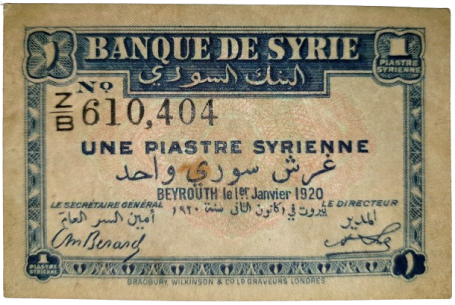 BANQUE DE SYRIE
1
PIASTRE
SYRIENNE
البنك السوري
١
No
Z/B 610,404
UNE PIASTRE SYRIENNE
غرش سوري واحد
BEYROUTH le 1er Janvier 1920
بيروت في ١ كانون الثاني سنة ١٩٢٠
LE SECRÉTAIRE GÉNÉRAL
LE DIRECTEUR
أمين السر العام
المدير
1
PIASTRE
SYRIENNE
١
BRADBURY, WILKINSON & Co LD GRAVEURS LONDRES